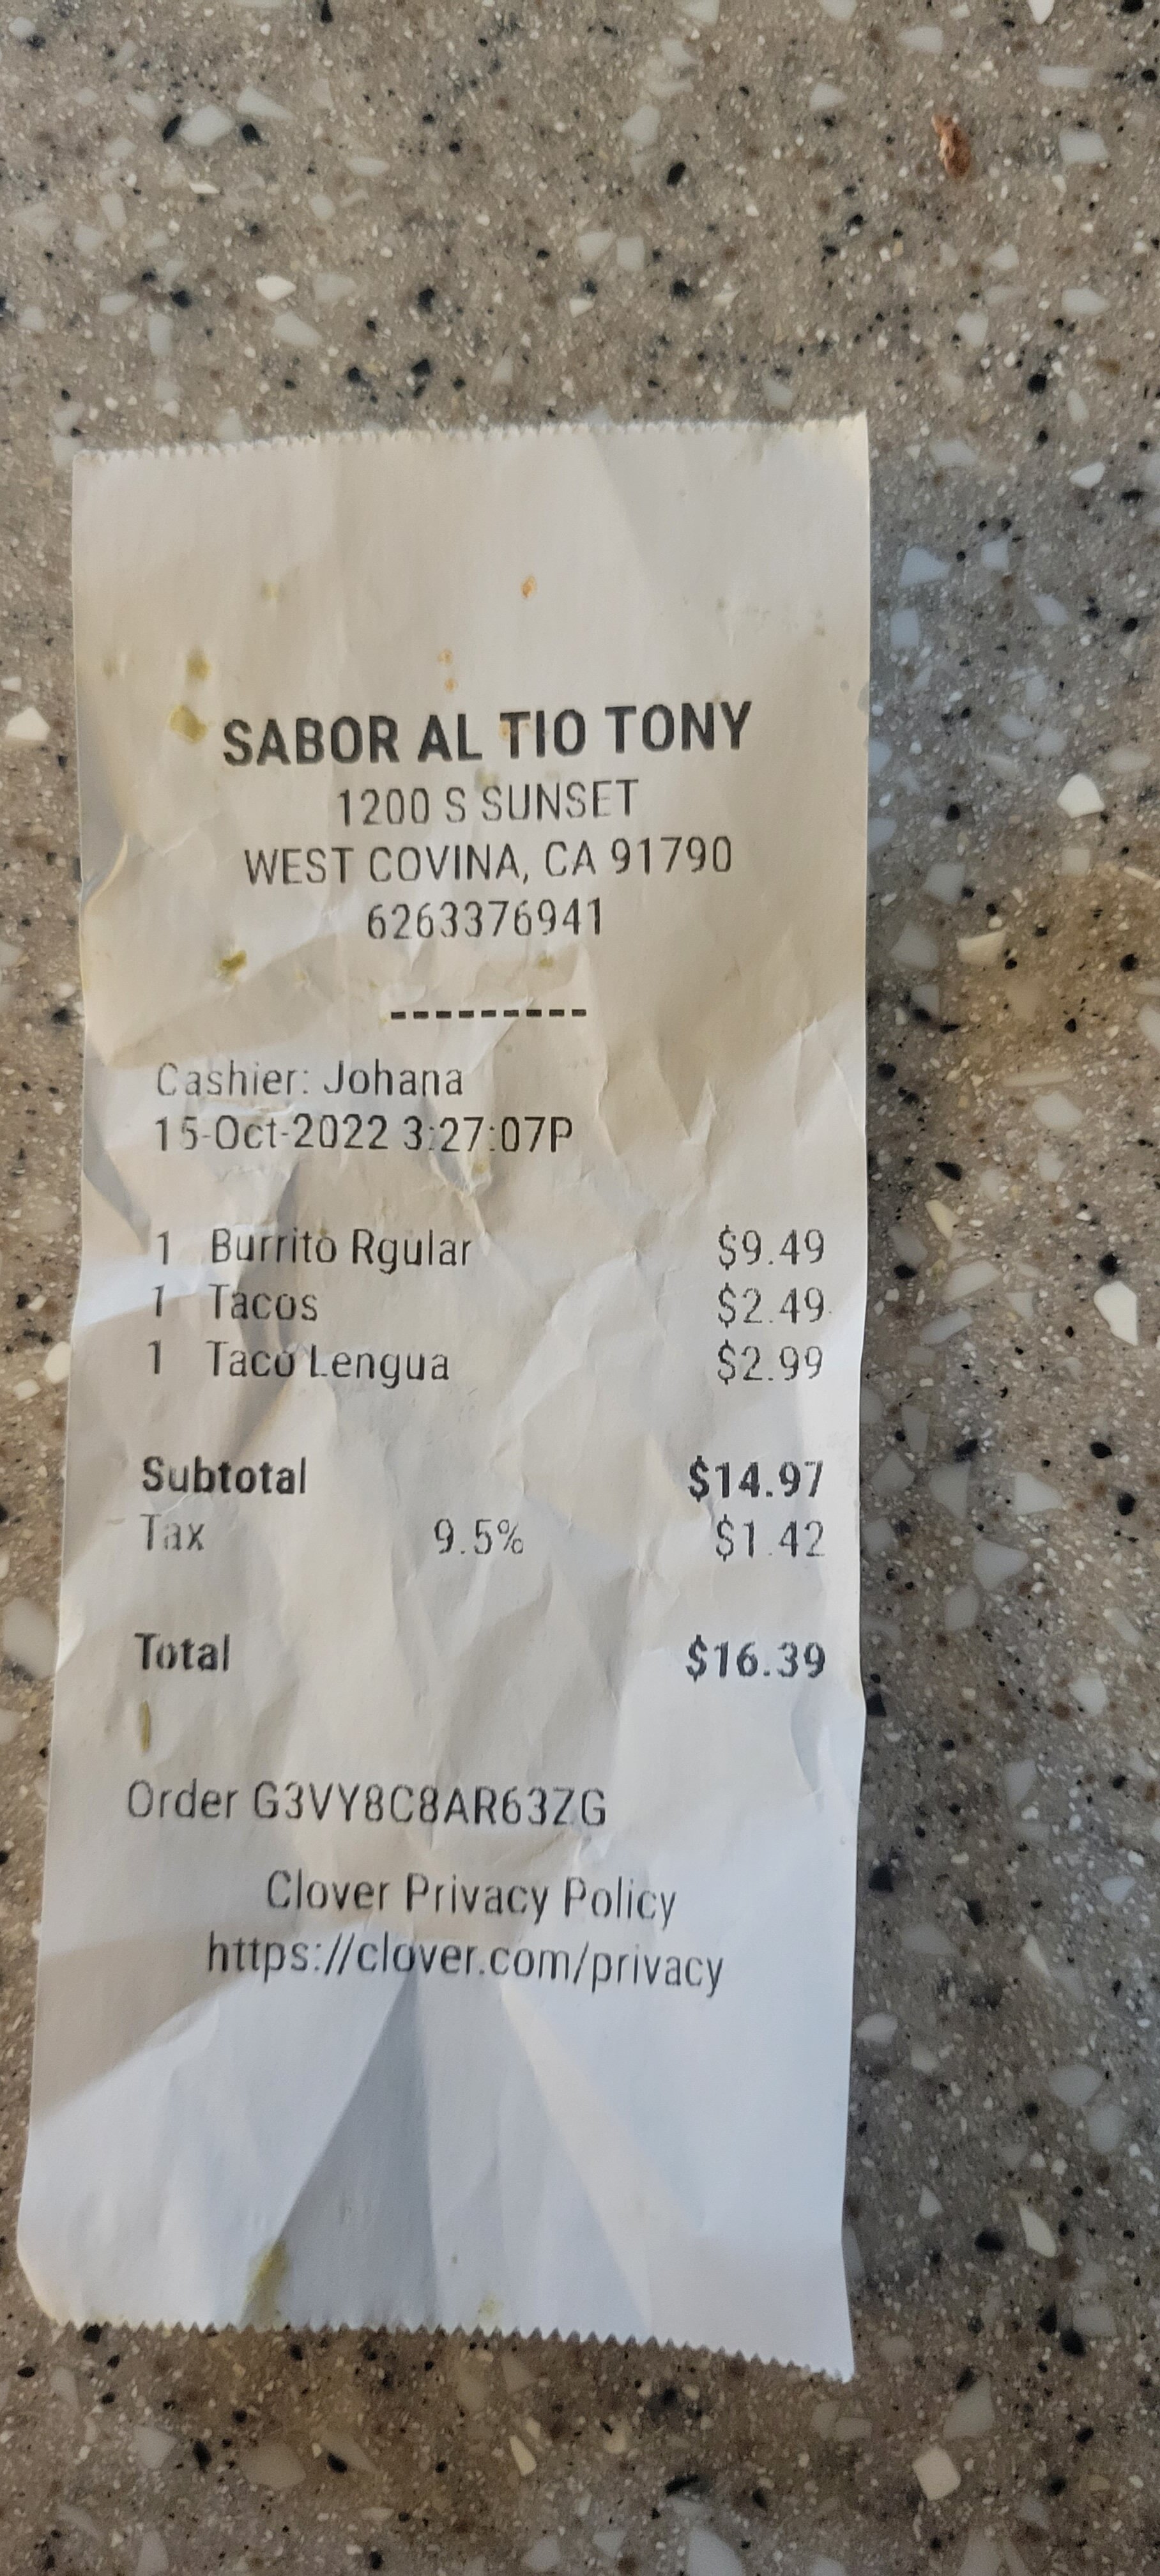 SABOR AL TIO TONY
1200 S SUNSET
WEST COVINA, CA 91790
6263376941
---------
Cashier: Johana
15-Oct-2022 3:27:07P
1 Burrito Rgular $9.49
1 Tacos $2.49
1 Taco Lengua $2.99
Subtotal $14.97
Tax 9.5% $1.42
Total $16.39
Order G3VY8C8AR63ZG
Clover Privacy Policy
https://clover.com/privacy